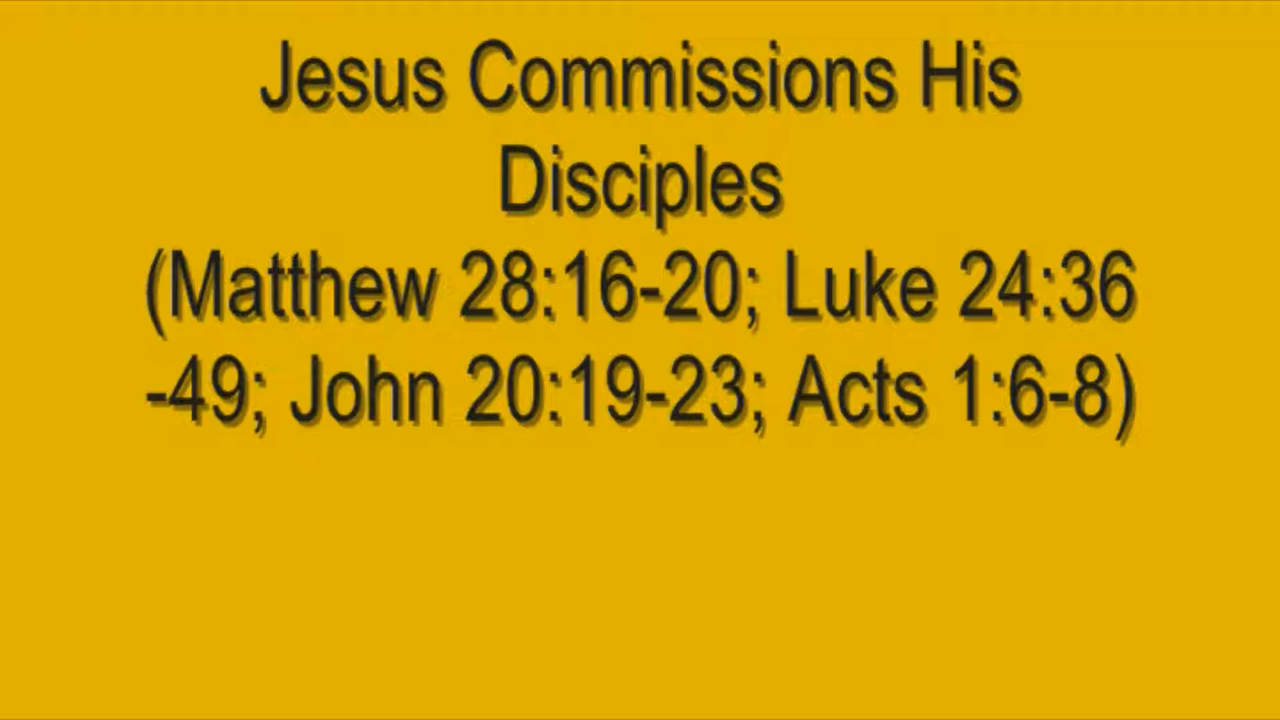 Jesus Commissions His
Disciples
(Matthew 28:16-20; Luke 24:36
-49; John 20:19-23; Acts 1:6-8)